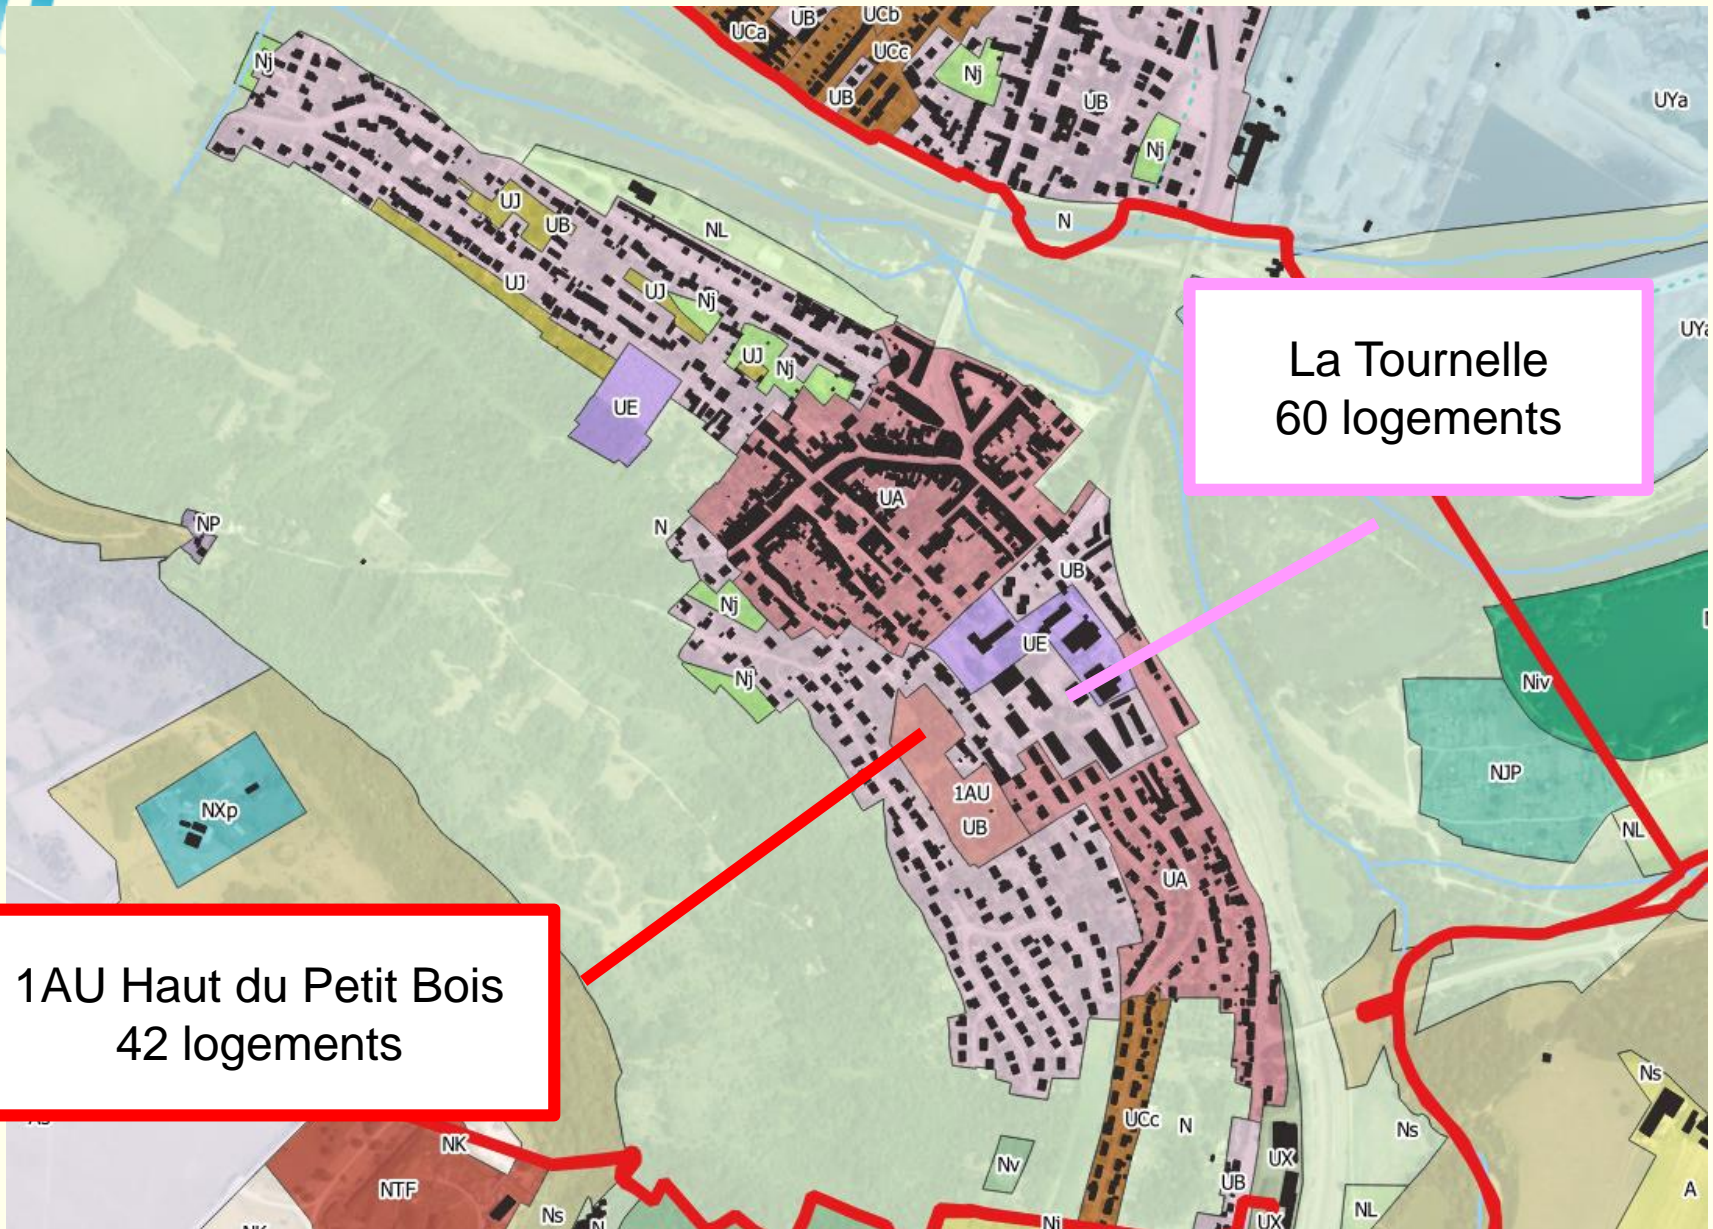 UCa
UB
UCb
UCc
Nj
Nj
UB
UB
UYa
Nj
UJ
UB
NL
N
UJ
UJ
Nj
UJ
Nj
UE
La Tournelle
60 logements
UA
NP
N
UB
Nj
UE
Nj
Niv
NJP
1AU
UB
NXp
NL
UA
1AU Haut du Petit Bois
42 logements
Ns
UCc
N
Ns
NK
Nv
UX
NTF
UB
A
Ns
N
NL
Nj
UX